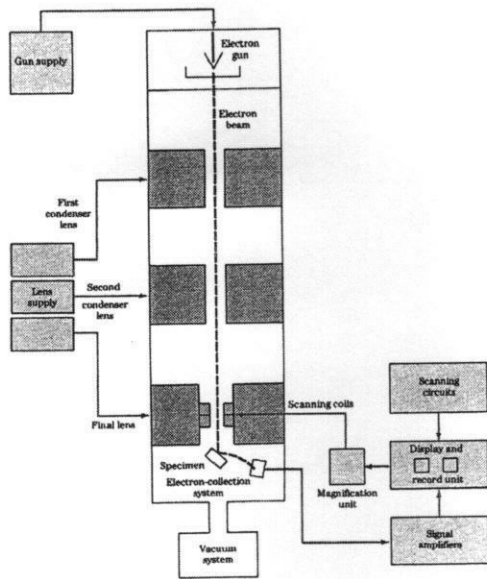 Gun supply
Electron
gun
Electron
beam
First
condenser
lens
Lens
supply
Second
condenser
lens
Final lens
Scanning coils
Scanning
circuits
Display and
record unit
Magnification
unit
Signal
amplifiers
Specimen
Electron-collection
system
Vacuum
system